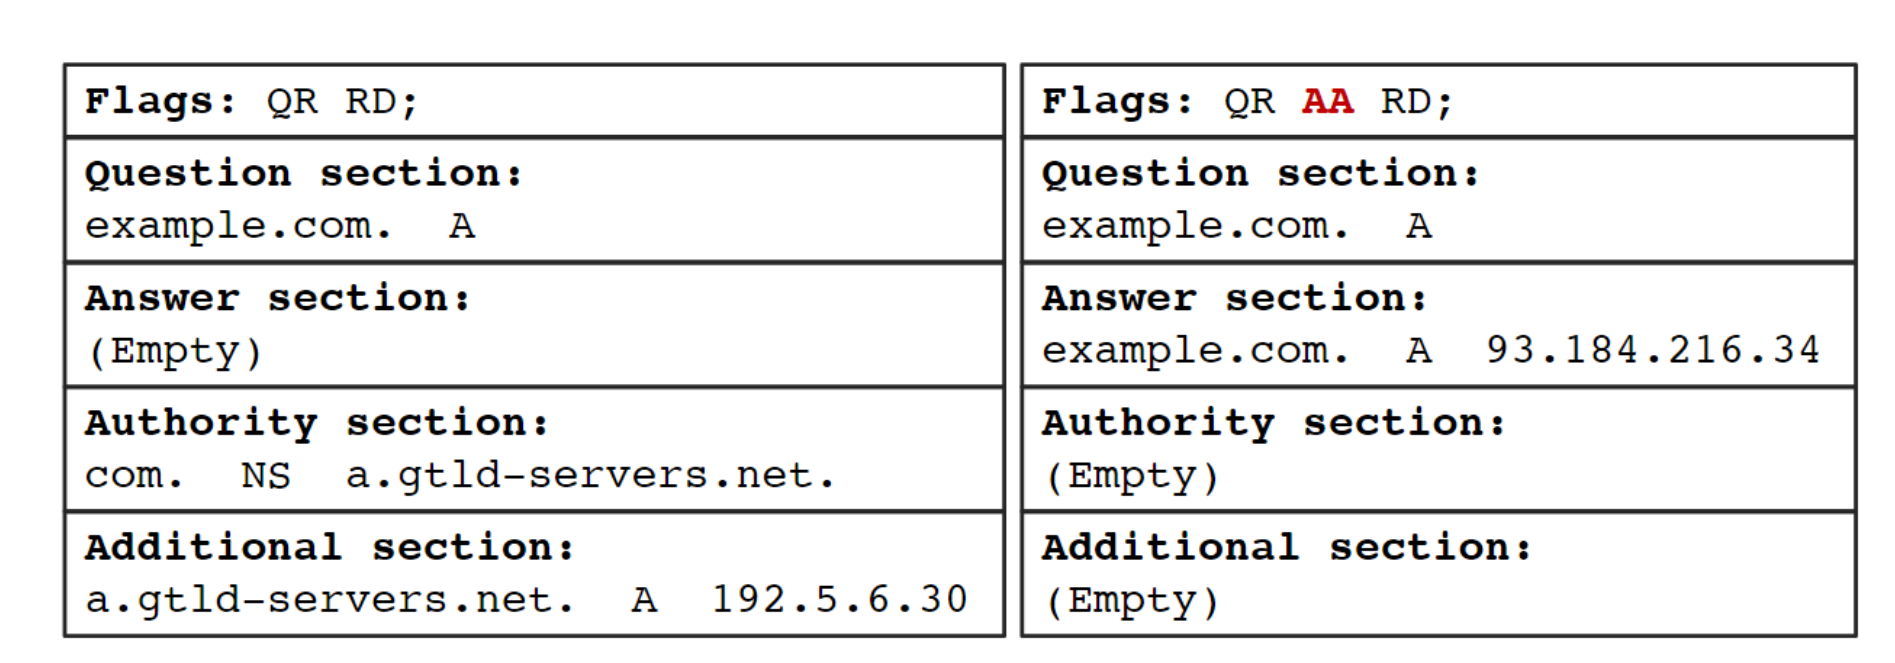 Flags: QR RD;
Question section:
example.com. A
Answer section:
(Empty)
Authority section:
com. NS a.gtld-servers.net.
Additional section:
a.gtld-servers.net. A 192.5.6.30
Flags: QR AA RD;
Question section:
example.com. A
Answer section:
example.com. A 93.184.216.34
Authority section:
(Empty)
Additional section:
(Empty)